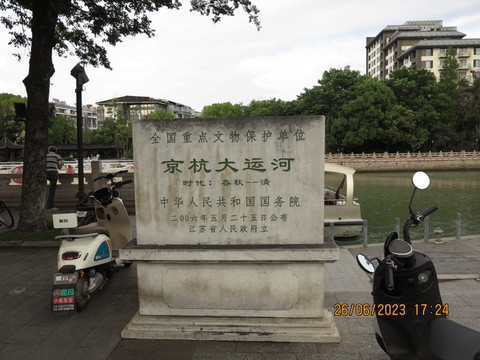 全国重点文物保护单位
京杭大运河
时代：春秋--清
中华人民共和国国务院
二〇〇六年五月二十五日公布
江苏省人民政府立
26/06/2023 17:24